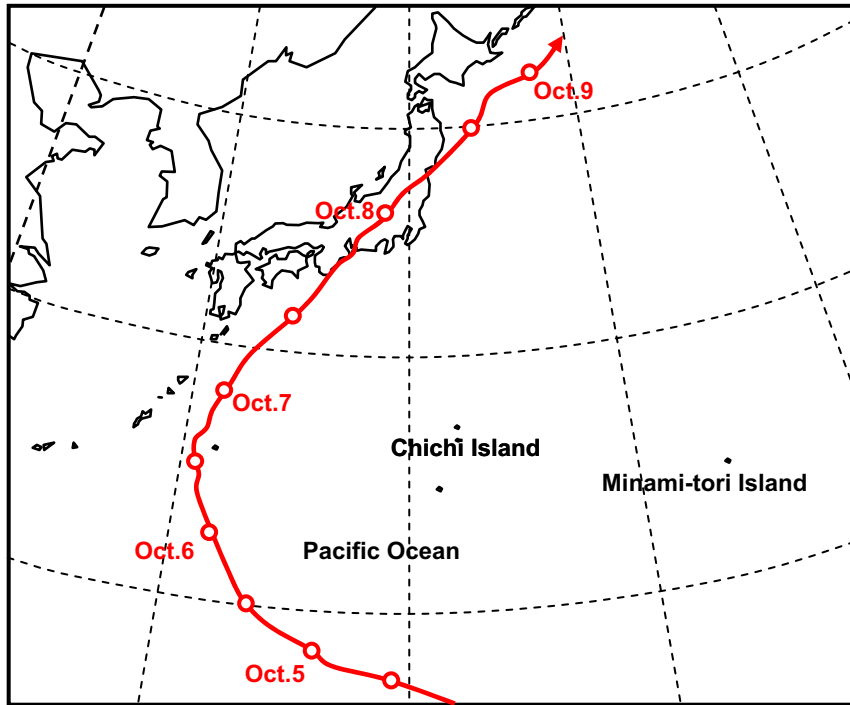 Oct.9
Oct.8
Oct.7
Chichi Island
Minami-tori Island
Oct.6
Pacific Ocean
Oct.5